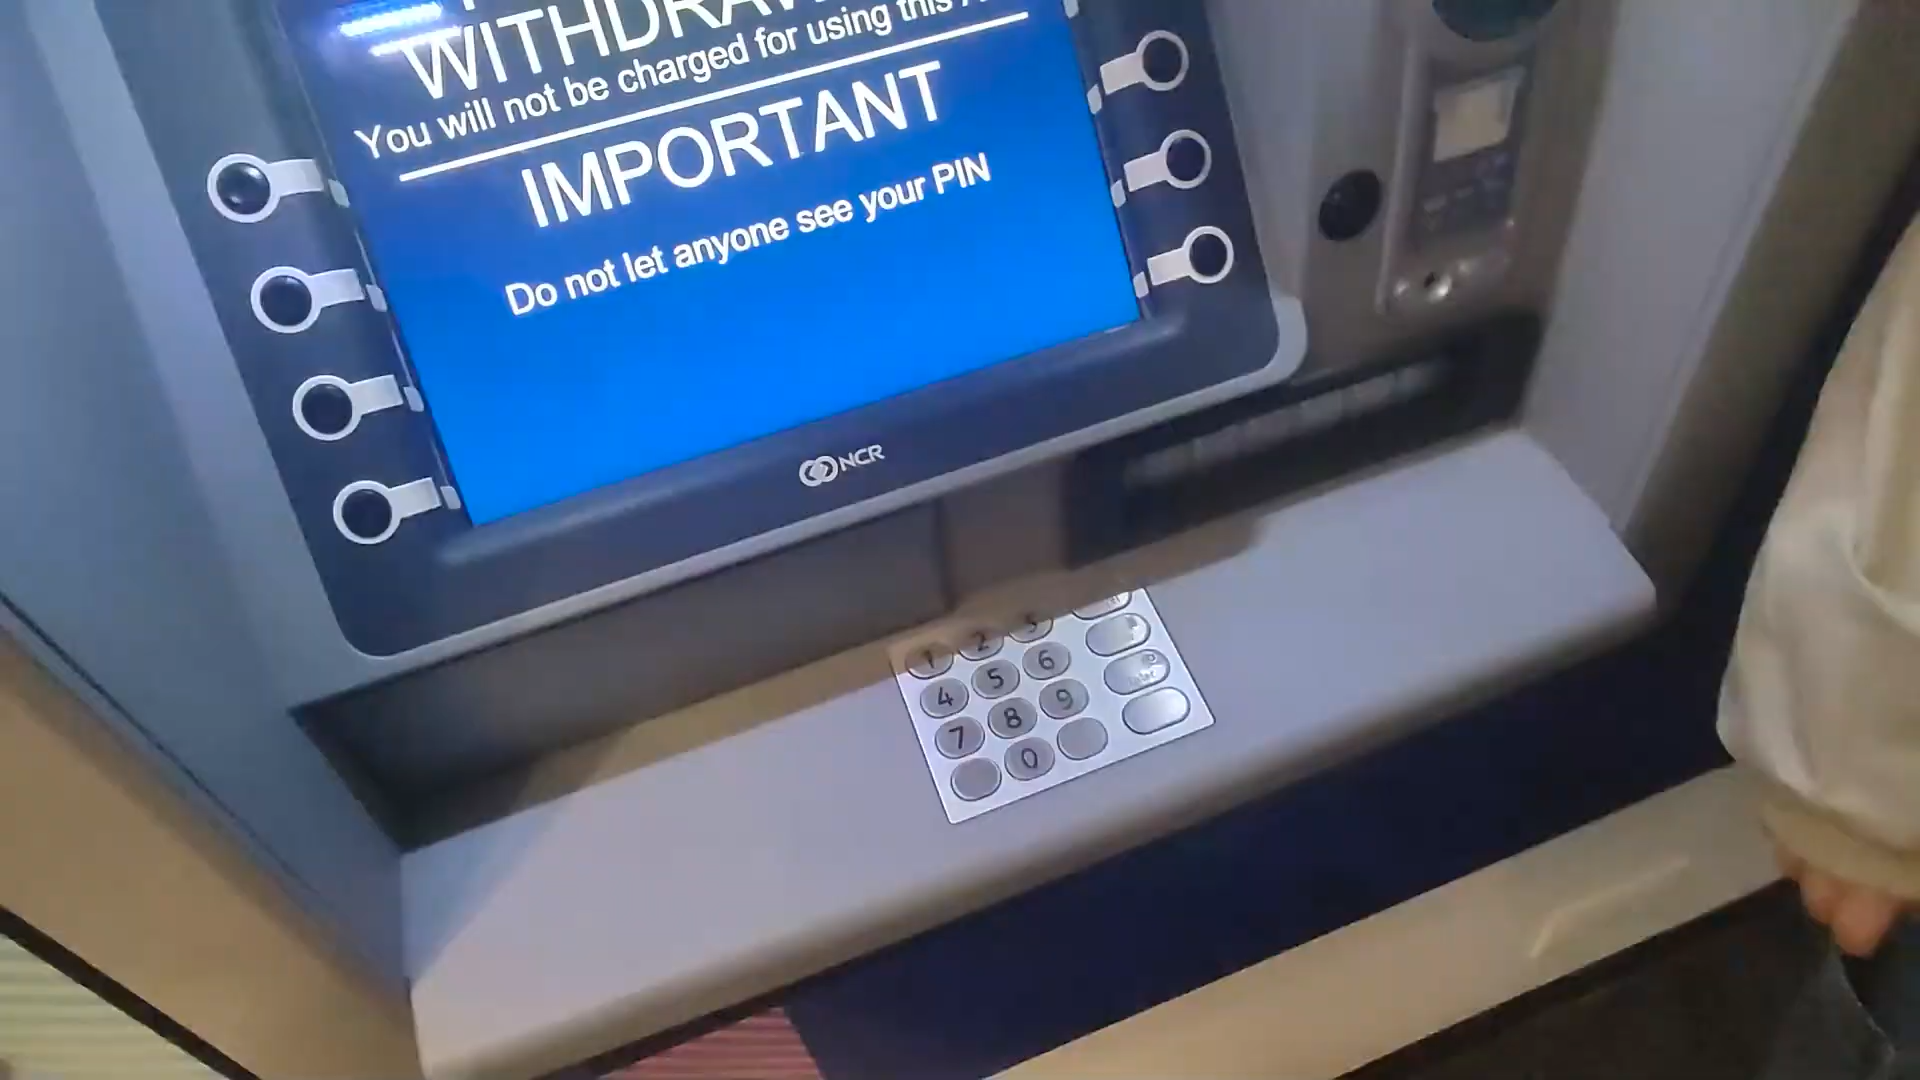 WITHDRAW
You will not be charged for using this
IMPORTANT
Do not let anyone see your PIN
NCR
1 2 3
4 5 6
7 8 9
0